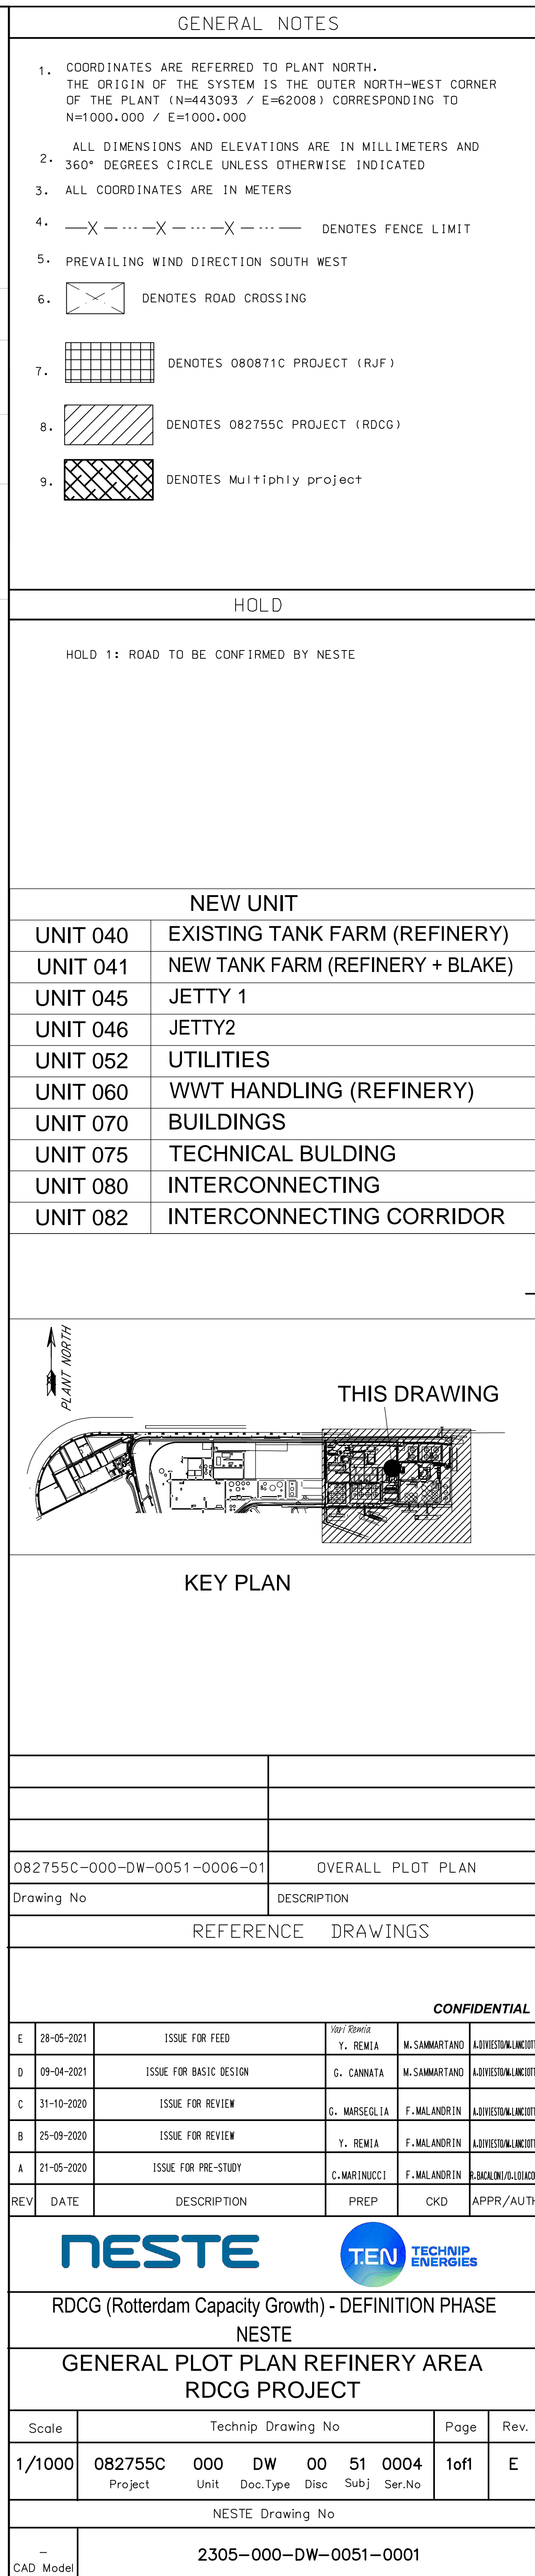 GENERAL NOTES
1. COORDINATES ARE REFERRED TO PLANT NORTH.
THE ORIGIN OF THE SYSTEM IS THE OUTER NORTH-WEST CORNER
OF THE PLANT (N=443093 / E=62008) CORRESPONDING TO
N=1000.000 / E=1000.000
2. ALL DIMENSIONS AND ELEVATIONS ARE IN MILLIMETERS AND
360° DEGREES CIRCLE UNLESS OTHERWISE INDICATED
3. ALL COORDINATES ARE IN METERS
4. DENOTES FENCE LIMIT
5. PREVAILING WIND DIRECTION SOUTH WEST
6. DENOTES ROAD CROSSING
7. DENOTES 080871C PROJECT (RJF)
8. DENOTES 082755C PROJECT (RDCG)
9. DENOTES Multiphly project
HOLD
HOLD 1: ROAD TO BE CONFIRMED BY NESTE
NEW UNIT
UNIT 040 EXISTING TANK FARM (REFINERY)
UNIT 041 NEW TANK FARM (REFINERY + BLAKE)
UNIT 045 JETTY 1
UNIT 046 JETTY2
UNIT 052 UTILITIES
UNIT 060 WWT HANDLING (REFINERY)
UNIT 070 BUILDINGS
UNIT 075 TECHNICAL BULDING
UNIT 080 INTERCONNECTING
UNIT 082 INTERCONNECTING CORRIDOR
PLANT NORTH
THIS DRAWING
KEY PLAN
082755C-000-DW-0051-0006-01 OVERALL PLOT PLAN
Drawing No DESCRIPTION
REFERENCE DRAWINGS
CONFIDENTIAL
Yari Remia
E 28-05-2021 ISSUE FOR FEED Y. REMIA M.SAMMARTANO A.DIVIESTO/M.LANCIOTT
D 09-04-2021 ISSUE FOR BASIC DESIGN G. CANNATA M.SAMMARTANO A.DIVIESTO/M.LANCIOTT
C 31-10-2020 ISSUE FOR REVIEW G. MARSEGLIA F.MALANDRIN A.DIVIESTO/M.LANCIOTT
B 25-09-2020 ISSUE FOR REVIEW Y. REMIA F.MALANDRIN A.DIVIESTO/M.LANCIOTT
A 21-05-2020 ISSUE FOR PRE-STUDY C.MARINUCCI F.MALANDRIN R.BACALONI/O.LOIACO
REV DATE DESCRIPTION PREP CKD APPR/AUTH
NESTE
T.EN TECHNIP
ENERGIES
RDCG (Rotterdam Capacity Growth) - DEFINITION PHASE
NESTE
GENERAL PLOT PLAN REFINERY AREA
RDCG PROJECT
Scale Technip Drawing No Page Rev.
1/1000 082755C 000 DW 00 51 0004 1of1 E
Project Unit Doc.Type Disc Subj Ser.No
NESTE Drawing No
– 2305-000-DW-0051-0001
CAD Model